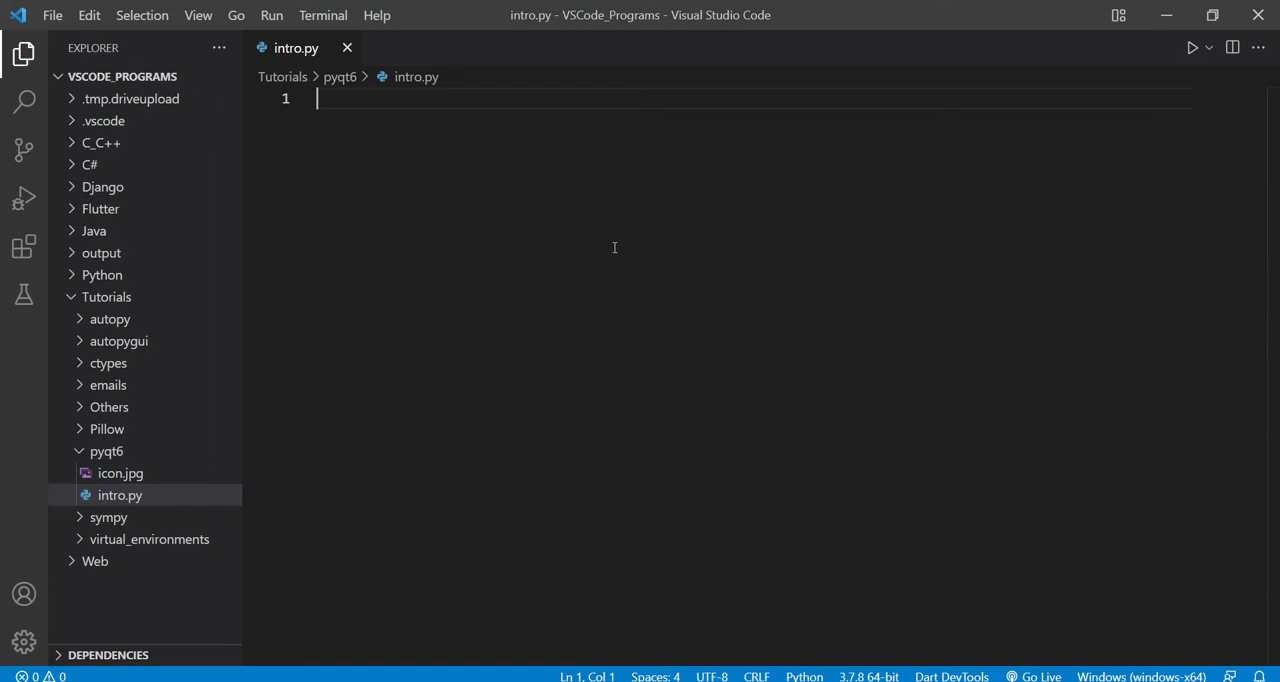 File Edit Selection View Go Run Terminal Help intro.py - VSCode_Programs - Visual Studio Code
EXPLORER ... intro.py
VSCODE_PROGRAMS
Tutorials > pyqt6 > intro.py
.tmp.driveupload
1
.vscode
C_C++
C#
Django
Flutter
Java
output
Python
Tutorials
autopy
autopygui
ctypes
emails
Others
Pillow
pyqt6
icon.jpg
intro.py
sympy
virtual_environments
Web
DEPENDENCIES
0 0 Ln 1, Col 1 Spaces: 4 UTF-8 CRLF Python 3.7.8 64-bit Dart DevTools Go Live Windows (windows-x64)